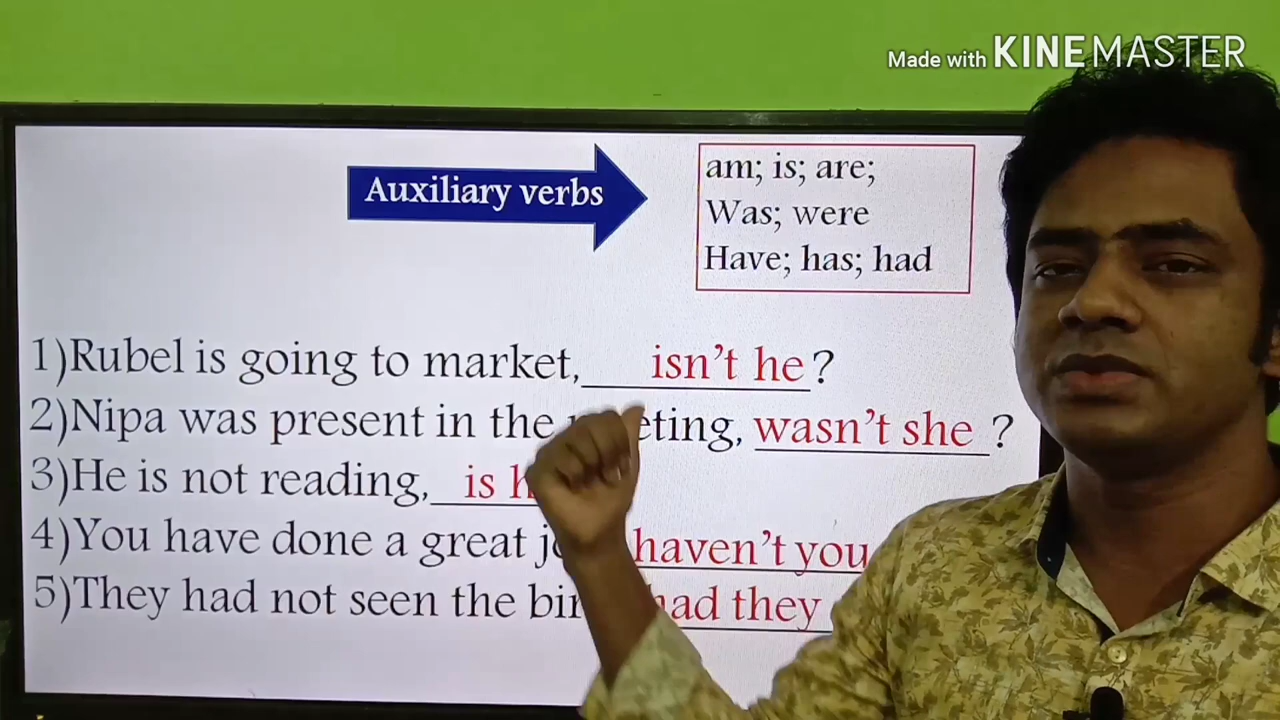 Made with KINEMASTER
Auxiliary verbs
am; is; are;
Was; were
Have; has; had
1)Rubel is going to market, isn't he?
2)Nipa was present in the wasn't she ?
3)He is not reading, is
4)You have done a great haven't you
5)They had not seen the had they